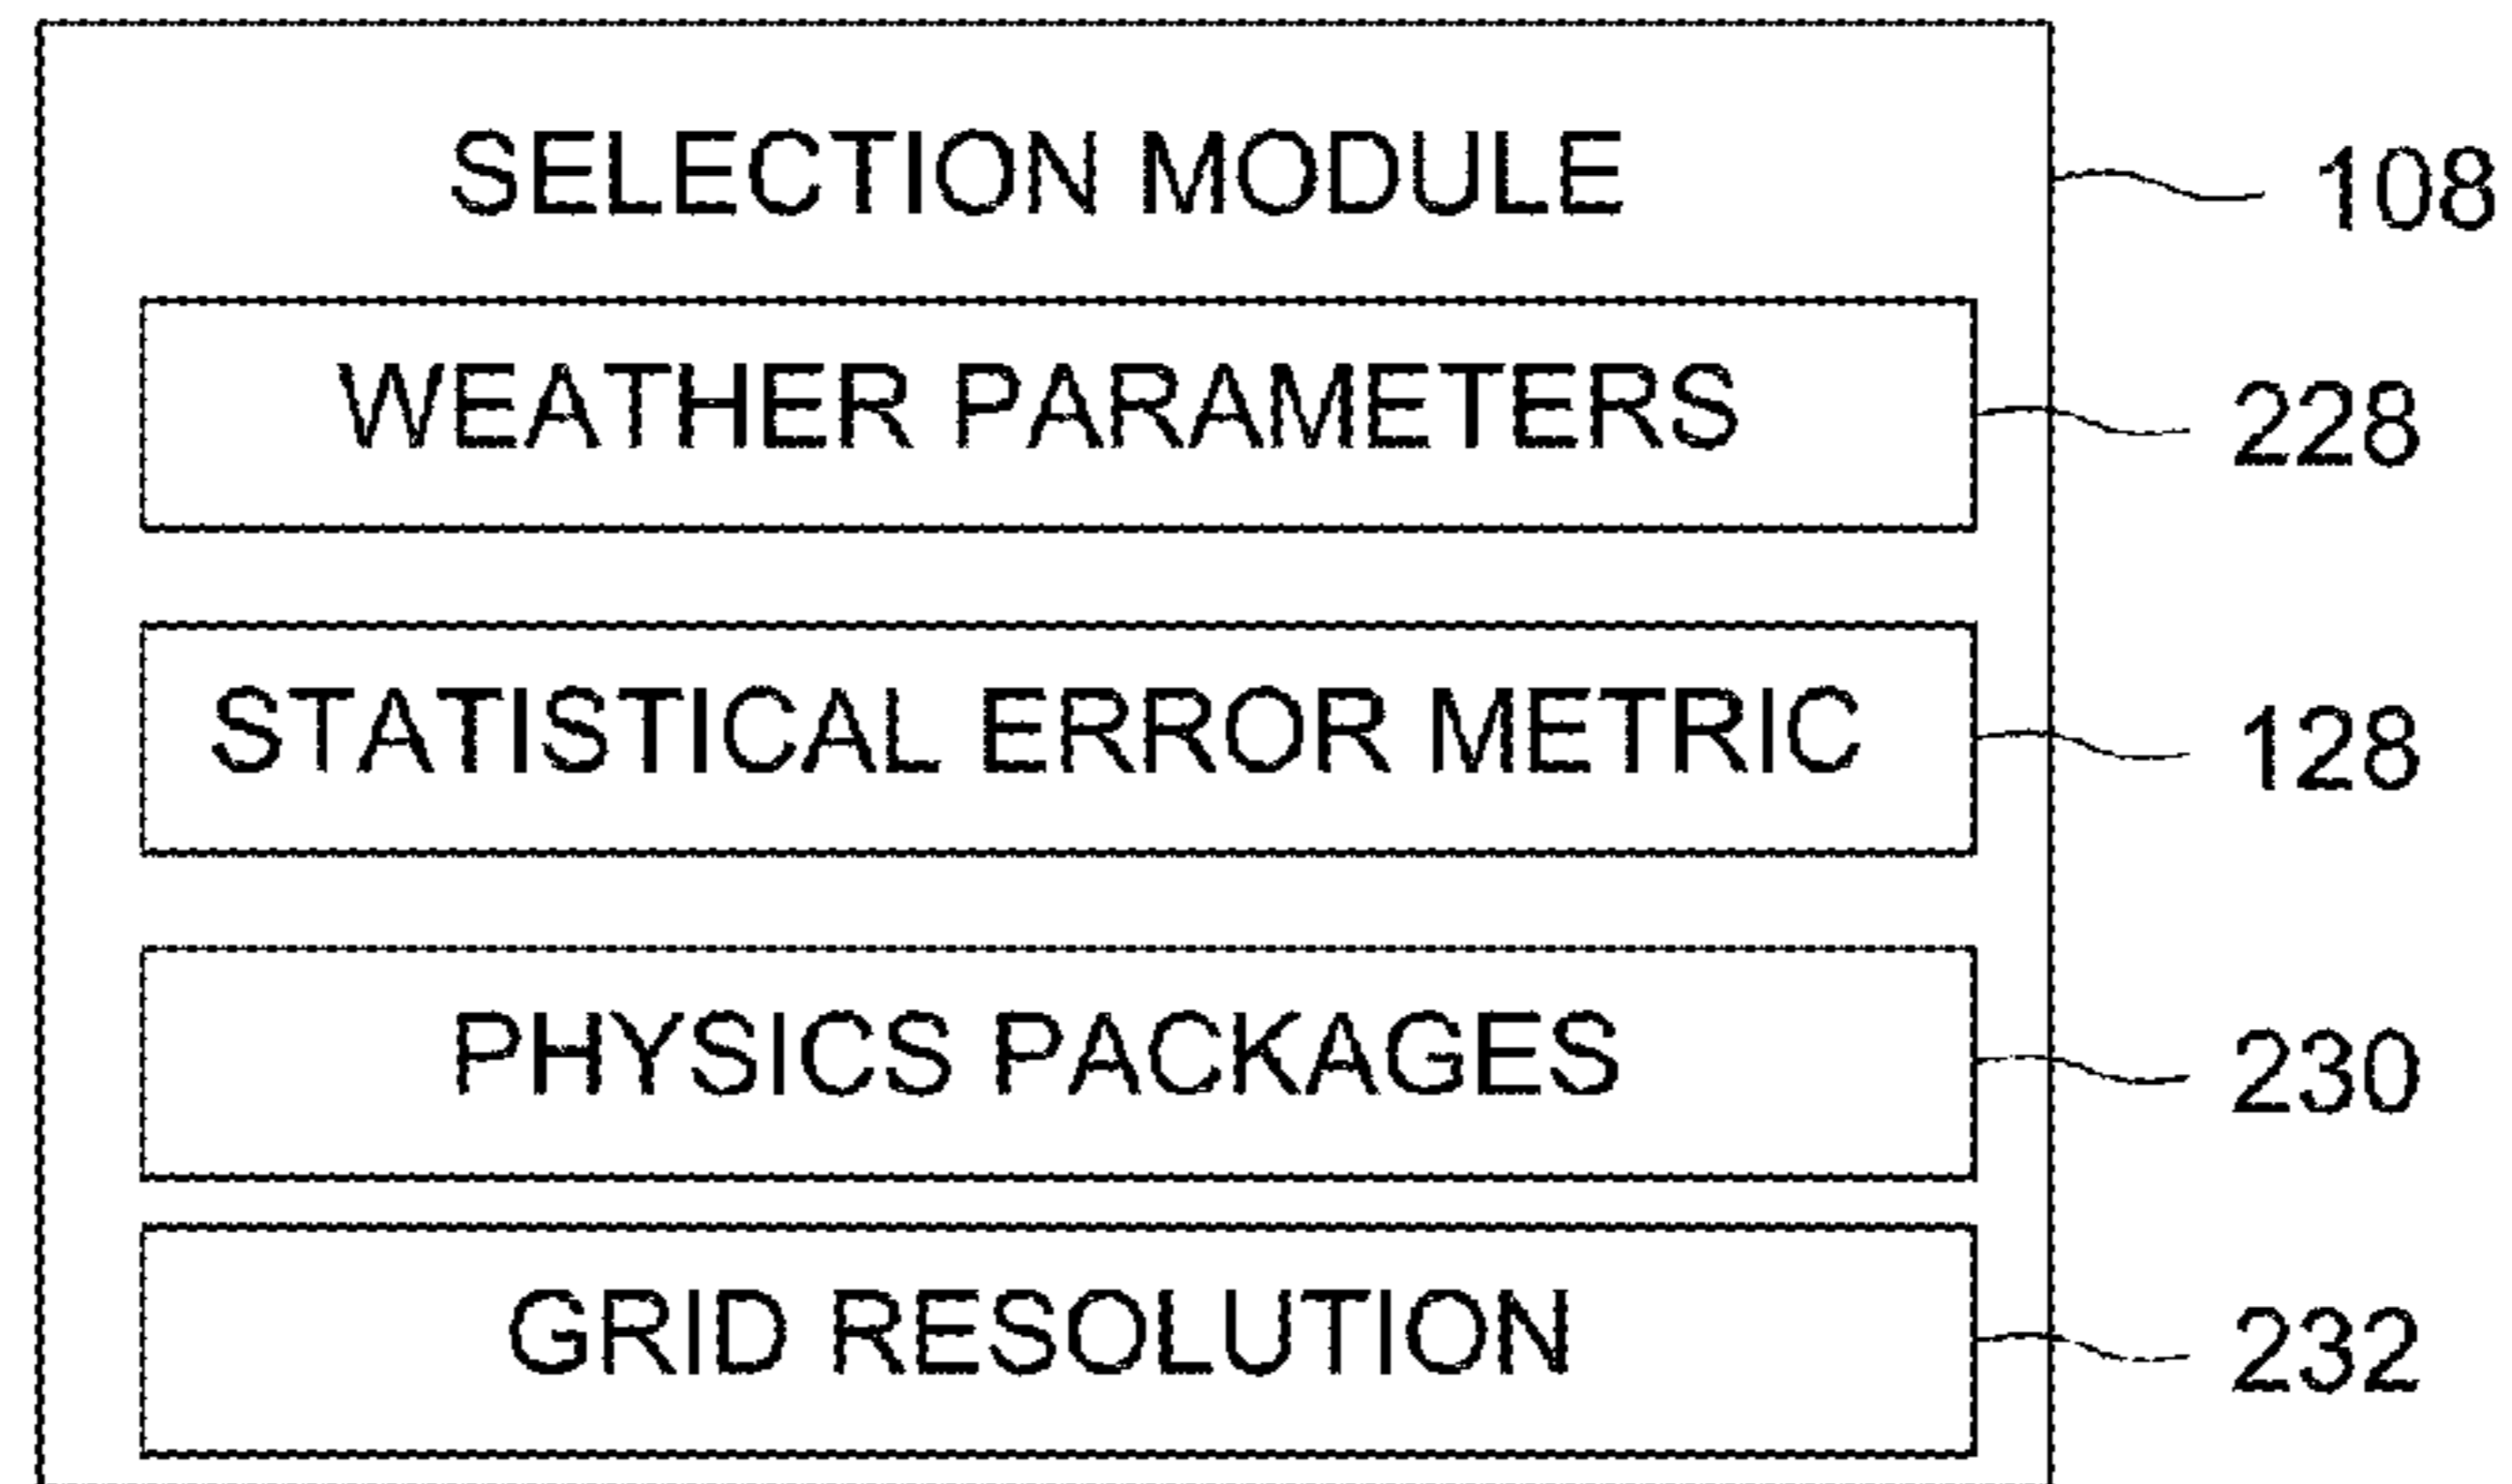 SELECTION MODULE 108
WEATHER PARAMETERS 228
STATISTICAL ERROR METRIC 128
PHYSICS PACKAGES 230
GRID RESOLUTION 232